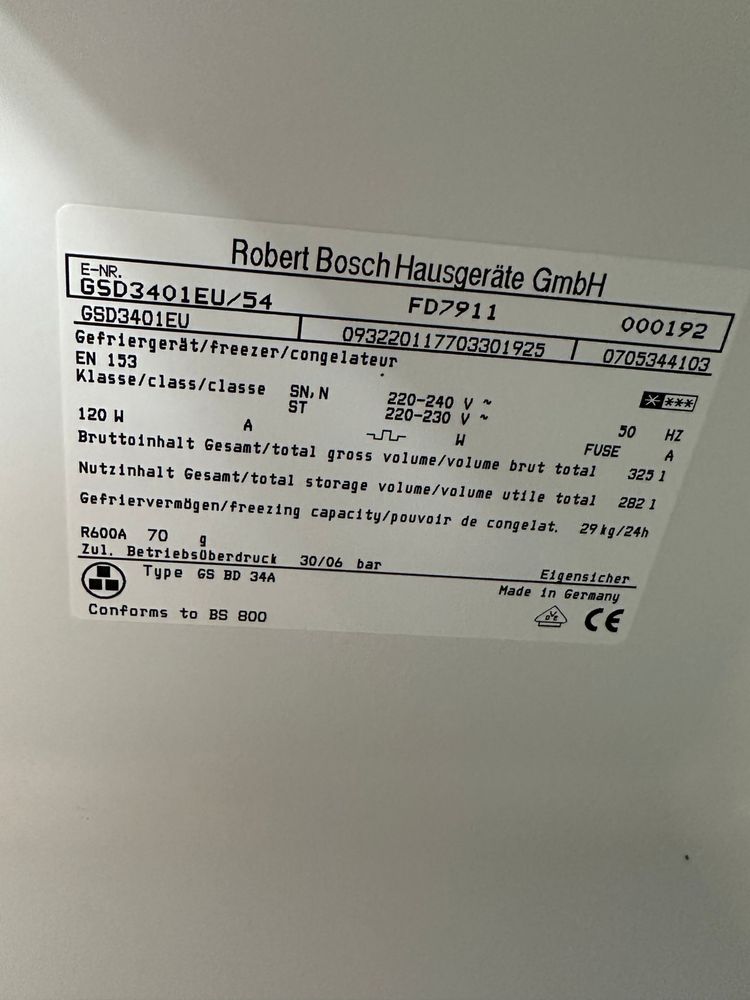 Robert Bosch Hausgeräte GmbH
E-NR.
GSD3401EU/54 FD7911 000192
GSD3401EU 093220117703301925 0705344103
Gefriergerät/freezer/congelateur
EN 153
Klasse/class/classe SN,N 220-240 V ~ ***
ST 220-230 V ~ 50 HZ
120 W A W FUSE A
Bruttoinhalt Gesamt/total gross volume/volume brut total 325 l
Nutzinhalt Gesamt/total storage volume/volume utile total 282 l
Gefriervermögen/freezing capacity/pouvoir de congelat. 29 kg/24h
R600A 70 g
Zul. Betriebsüberdruck 30/06 bar
Type GS BD 34A Eigensicher
Made in Germany
Conforms to BS 800 CE